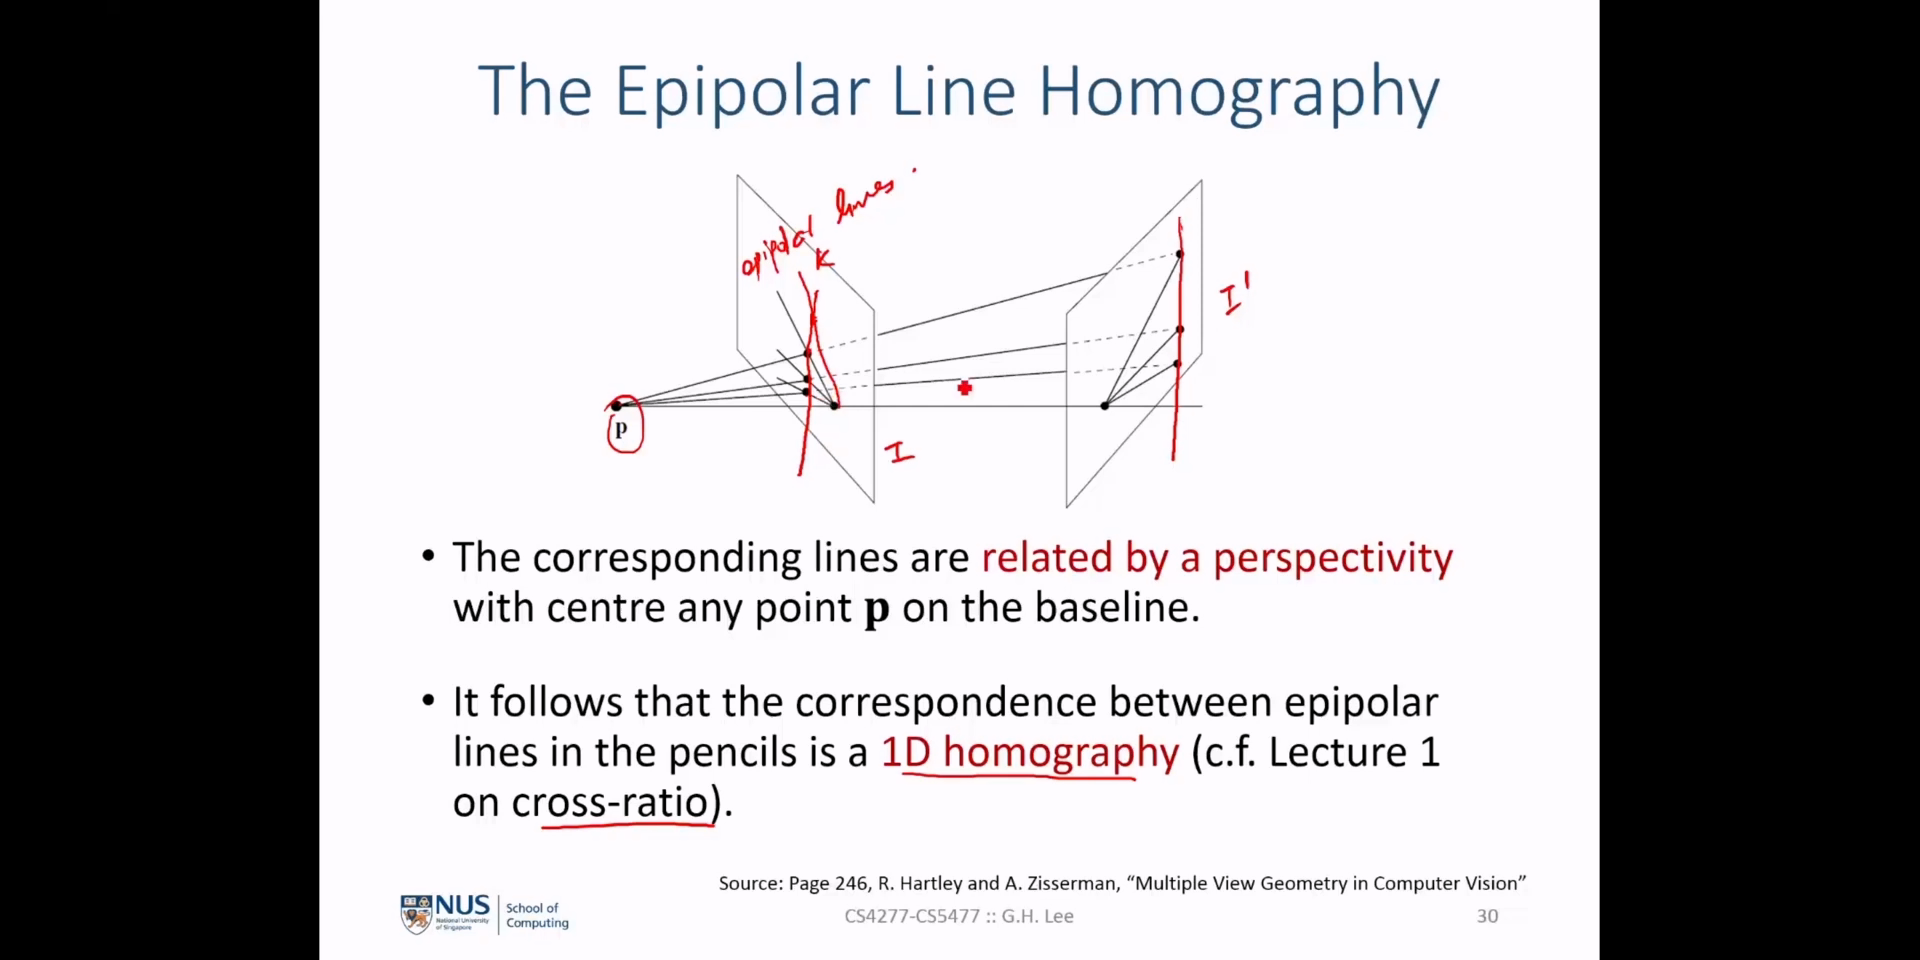 The Epipolar Line Homography
epipolar lines
K
I'
p
I
• The corresponding lines are related by a perspectivity
with centre any point p on the baseline.
• It follows that the correspondence between epipolar
lines in the pencils is a 1D homography (c.f. Lecture 1
on cross-ratio).
Source: Page 246, R. Hartley and A. Zisserman, “Multiple View Geometry in Computer Vision”
NUS
National University
of Singapore
School of
Computing
CS4277-CS5477 :: G.H. Lee
30